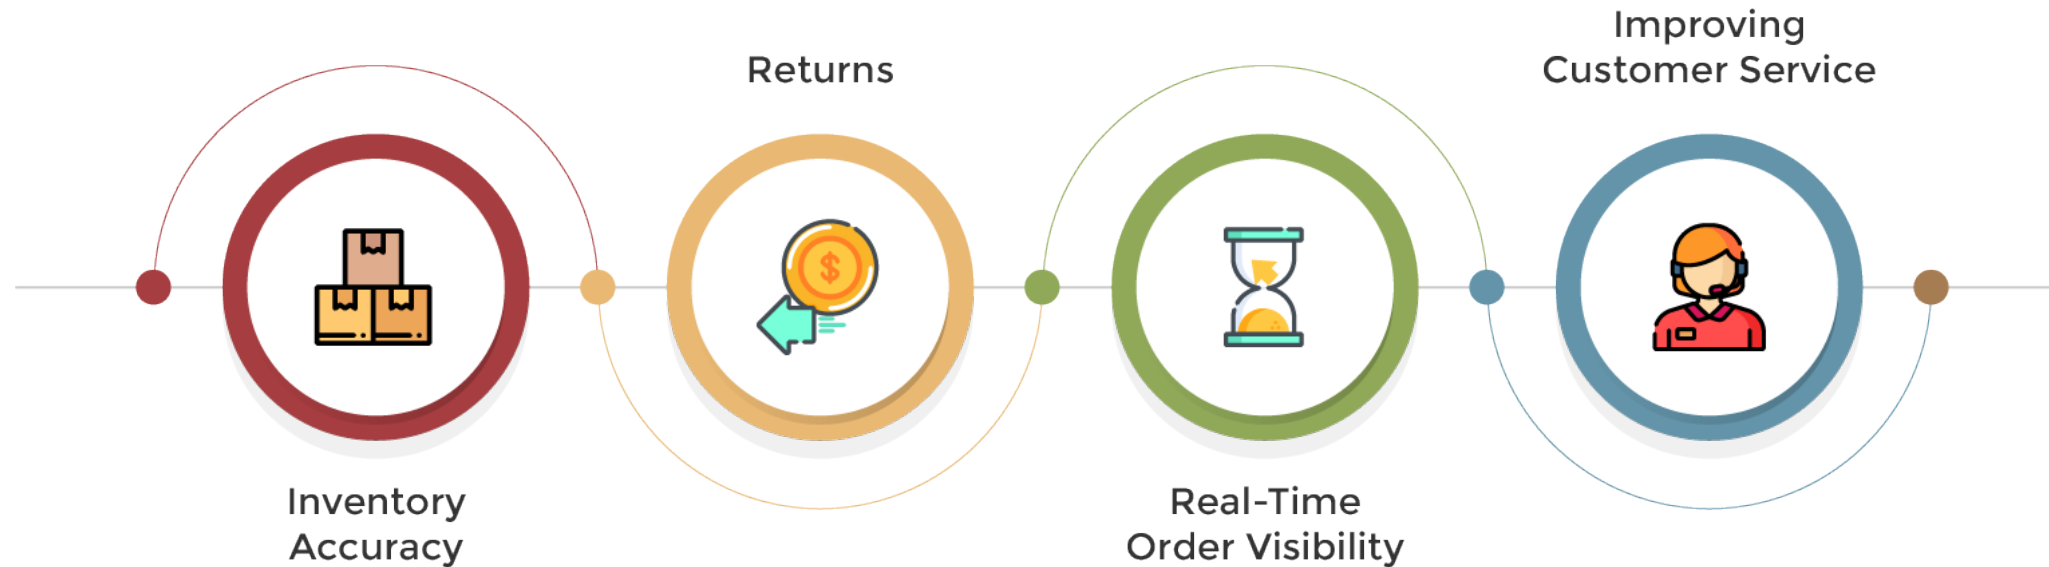 Inventory
Accuracy
Returns
Real-Time
Order Visibility
Improving
Customer Service